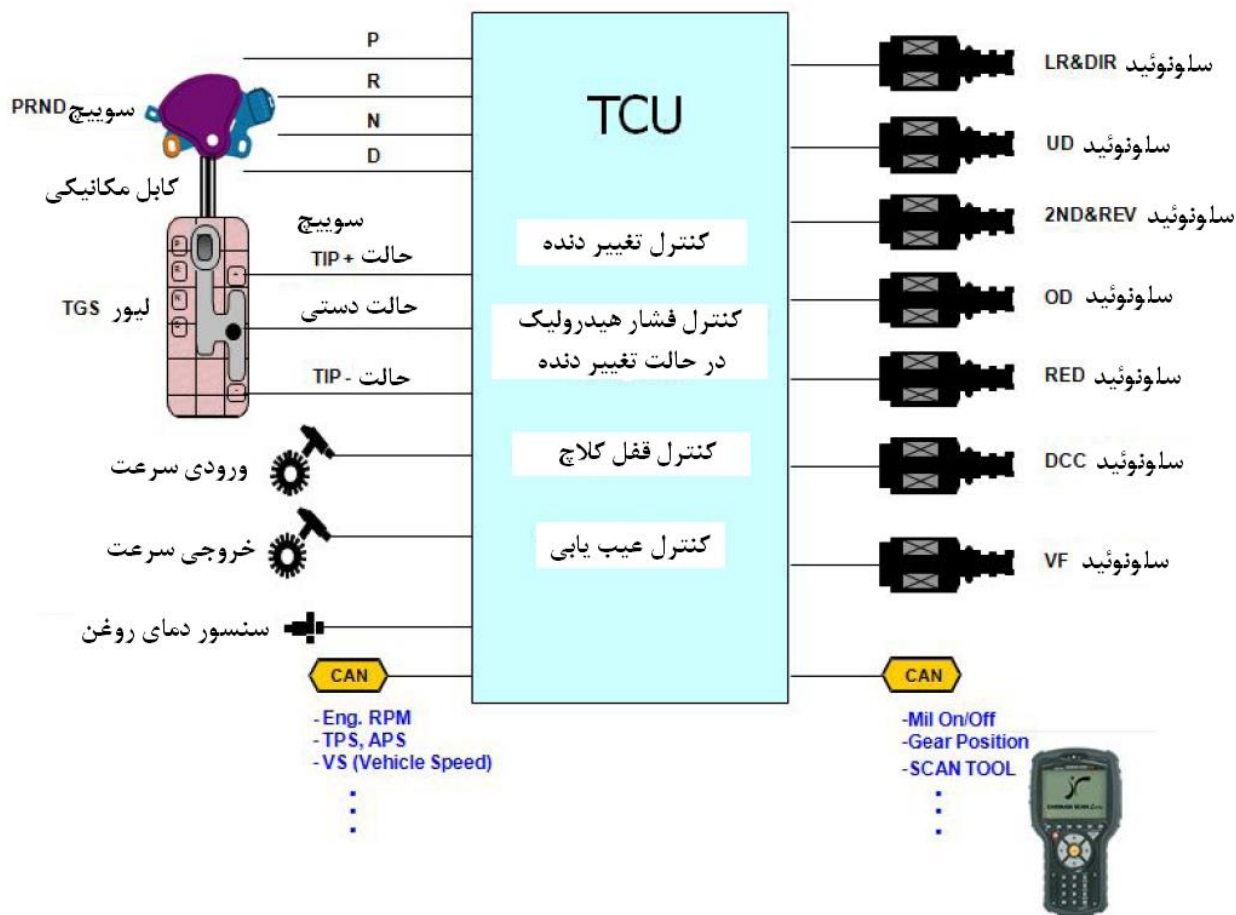 P
R
N
D
سوییچ PRND
کابل مکانیکی
سوییچ
حالت TIP +
حالت دستی
حالت TIP -
لیور TGS
ورودی سرعت
خروجی سرعت
سنسور دمای روغن
CAN
- Eng. RPM
- TPS, APS
- VS (Vehicle Speed)
TCU
کنترل تغییر دنده
کنترل فشار هیدرولیک
در حالت تغییر دنده
کنترل قفل کلاچ
کنترل عیب یابی
سلونوئید LR&DIR
سلونوئید UD
سلونوئید 2ND&REV
سلونوئید OD
سلونوئید RED
سلونوئید DCC
سلونوئید VF
CAN
-Mil On/Off
-Gear Position
-SCAN TOOL